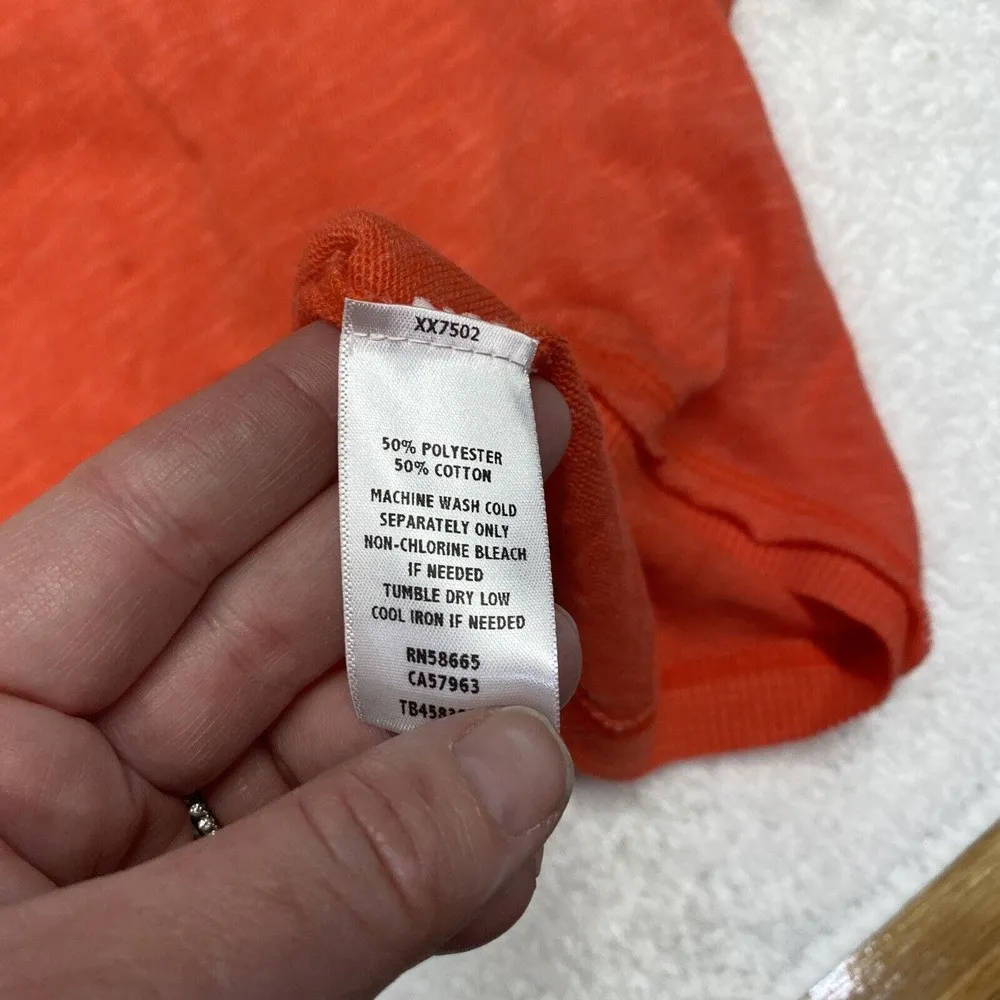 XX7502
50% POLYESTER
50% COTTON
MACHINE WASH COLD
SEPARATELY ONLY
NON-CHLORINE BLEACH
IF NEEDED
TUMBLE DRY LOW
COOL IRON IF NEEDED
RN58665
CA57963